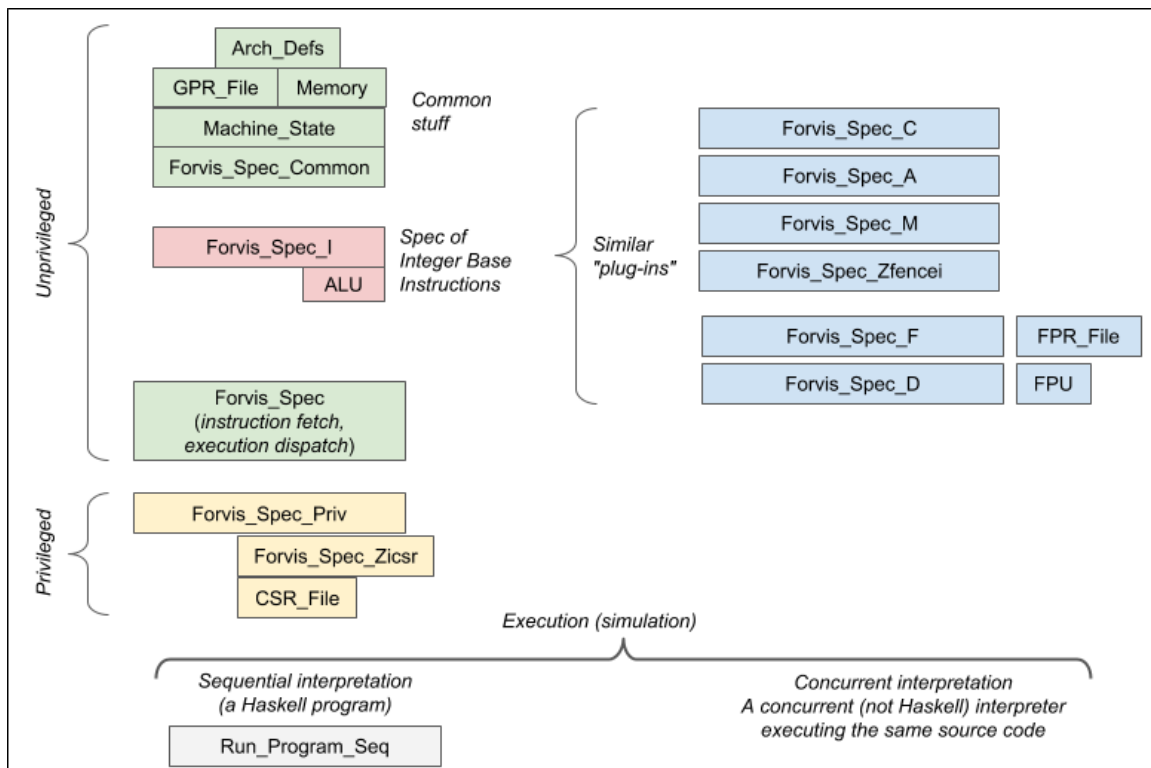 Unprivileged
Arch_Defs
GPR_File
Memory
Machine_State
Forvis_Spec_Common
Common
stuff
Forvis_Spec_I
ALU
Spec of
Integer Base
Instructions
Similar
"plug-ins"
Forvis_Spec_C
Forvis_Spec_A
Forvis_Spec_M
Forvis_Spec_Zfencei
Forvis_Spec_F
FPR_File
Forvis_Spec_D
FPU
Forvis_Spec
(instruction fetch,
execution dispatch)
Privileged
Forvis_Spec_Priv
Forvis_Spec_Zicsr
CSR_File
Execution (simulation)
Sequential interpretation
(a Haskell program)
Run_Program_Seq
Concurrent interpretation
A concurrent (not Haskell) interpreter
executing the same source code